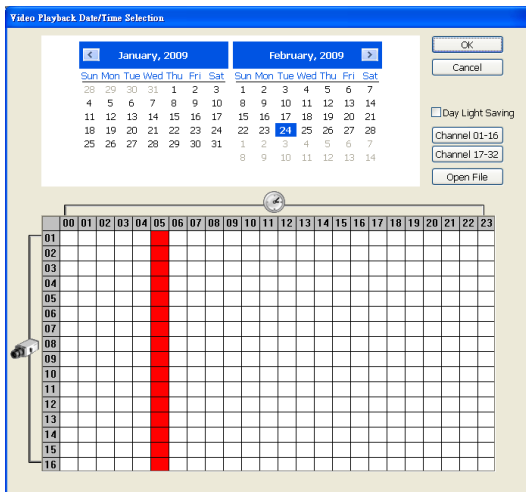 Video Playback Date/Time Selection
January, 2009
Sun Mon Tue Wed Thu Fri Sat
28 29 30 31 1 2 3
4 5 6 7 8 9 10
11 12 13 14 15 16 17
18 19 20 21 22 23 24
25 26 27 28 29 30 31
February, 2009
Sun Mon Tue Wed Thu Fri Sat
1 2 3 4 5 6 7
8 9 10 11 12 13 14
15 16 17 18 19 20 21
22 23 24 25 26 27 28
1 2 3 4 5 6 7
8 9 10 11 12 13 14
OK
Cancel
Day Light Saving
Channel 01-16
Channel 17-32
Open File
00 01 02 03 04 05 06 07 08 09 10 11 12 13 14 15 16 17 18 19 20 21 22 23
01
02
03
04
05
06
07
08
09
10
11
12
13
14
15
16